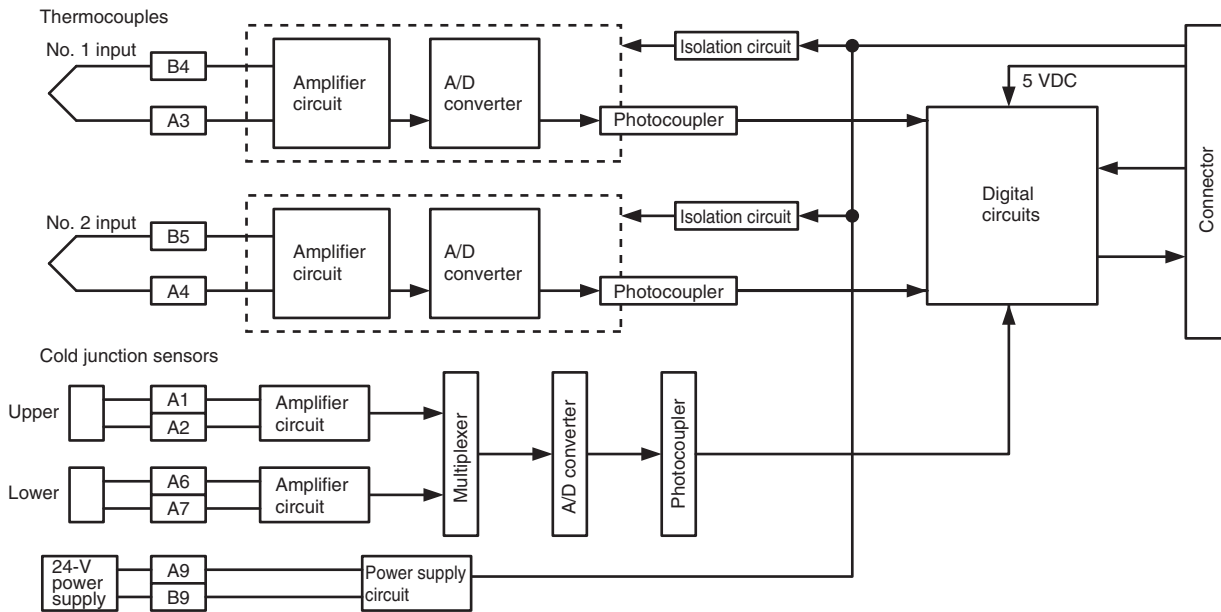 Thermocouples
No. 1 input
B4
A3
Amplifier
circuit
A/D
converter
Isolation circuit
Photocoupler
5 VDC
No. 2 input
B5
A4
Amplifier
circuit
A/D
converter
Isolation circuit
Photocoupler
Digital
circuits
Connector
Cold junction sensors
Upper
A1
A2
Amplifier
circuit
Lower
A6
A7
Amplifier
circuit
Multiplexer
A/D converter
Photocoupler
24-V
power
supply
A9
B9
Power supply
circuit